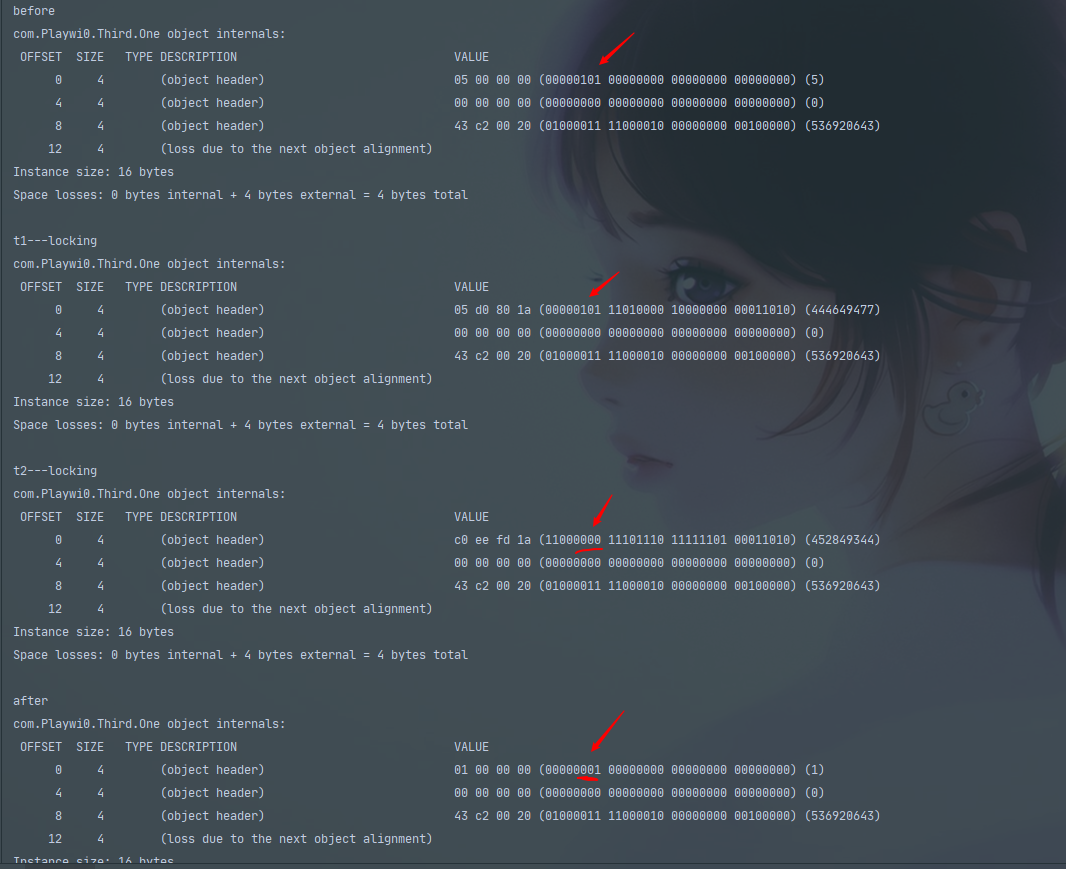 before
com.Playwi0.Third.One object internals:
OFFSET  SIZE   TYPE DESCRIPTION                               VALUE
0     4        (object header)                           05 00 00 00 (00000101 00000000 00000000 00000000) (5)
4     4        (object header)                           00 00 00 00 (00000000 00000000 00000000 00000000) (0)
8     4        (object header)                           43 c2 00 20 (01000011 11000010 00000000 00100000) (536920643)
12     4        (loss due to the next object alignment)
Instance size: 16 bytes
Space losses: 0 bytes internal + 4 bytes external = 4 bytes total
t1---locking
com.Playwi0.Third.One object internals:
OFFSET  SIZE   TYPE DESCRIPTION                               VALUE
0     4        (object header)                           05 d0 80 1a (00000101 11010000 10000000 00011010) (444649477)
4     4        (object header)                           00 00 00 00 (00000000 00000000 00000000 00000000) (0)
8     4        (object header)                           43 c2 00 20 (01000011 11000010 00000000 00100000) (536920643)
12     4        (loss due to the next object alignment)
Instance size: 16 bytes
Space losses: 0 bytes internal + 4 bytes external = 4 bytes total
t2---locking
com.Playwi0.Third.One object internals:
OFFSET  SIZE   TYPE DESCRIPTION                               VALUE
0     4        (object header)                           c0 ee fd 1a (11000000 11101110 11111101 00011010) (452849344)
4     4        (object header)                           00 00 00 00 (00000000 00000000 00000000 00000000) (0)
8     4        (object header)                           43 c2 00 20 (01000011 11000010 00000000 00100000) (536920643)
12     4        (loss due to the next object alignment)
Instance size: 16 bytes
Space losses: 0 bytes internal + 4 bytes external = 4 bytes total
after
com.Playwi0.Third.One object internals:
OFFSET  SIZE   TYPE DESCRIPTION                               VALUE
0     4        (object header)                           01 00 00 00 (00000001 00000000 00000000 00000000) (1)
4     4        (object header)                           00 00 00 00 (00000000 00000000 00000000 00000000) (0)
8     4        (object header)                           43 c2 00 20 (01000011 11000010 00000000 00100000) (536920643)
12     4        (loss due to the next object alignment)
Instance size: 16 bytes